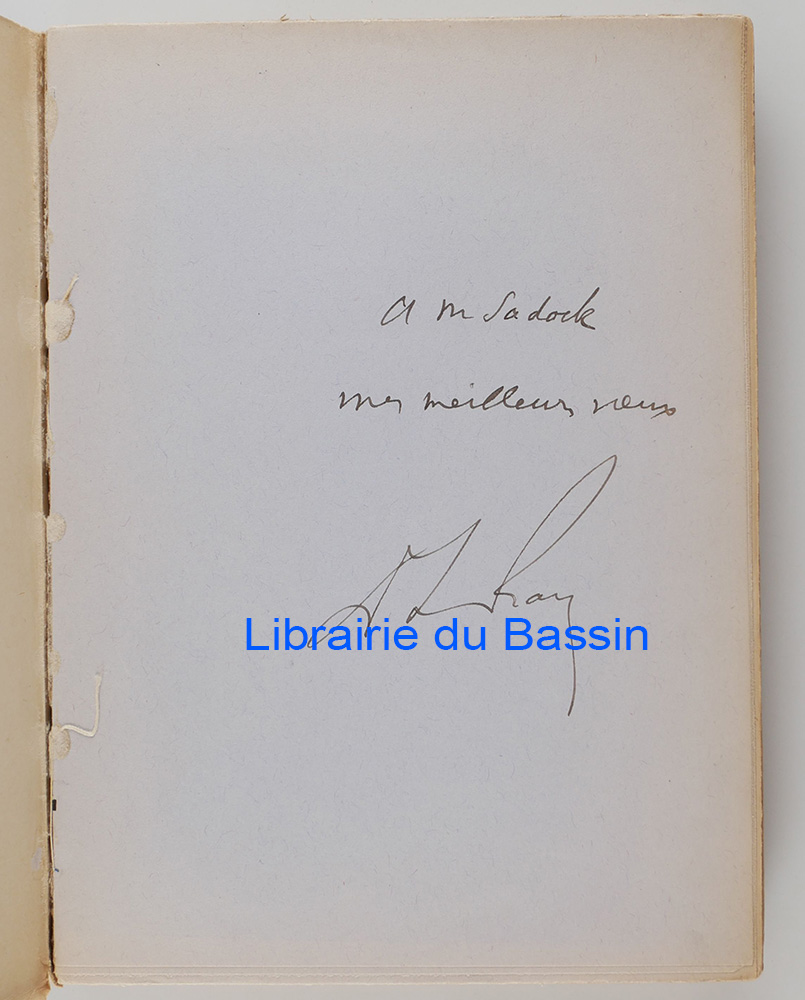 A M Sadock
mes meilleurs vœux
Librairie du Bassin